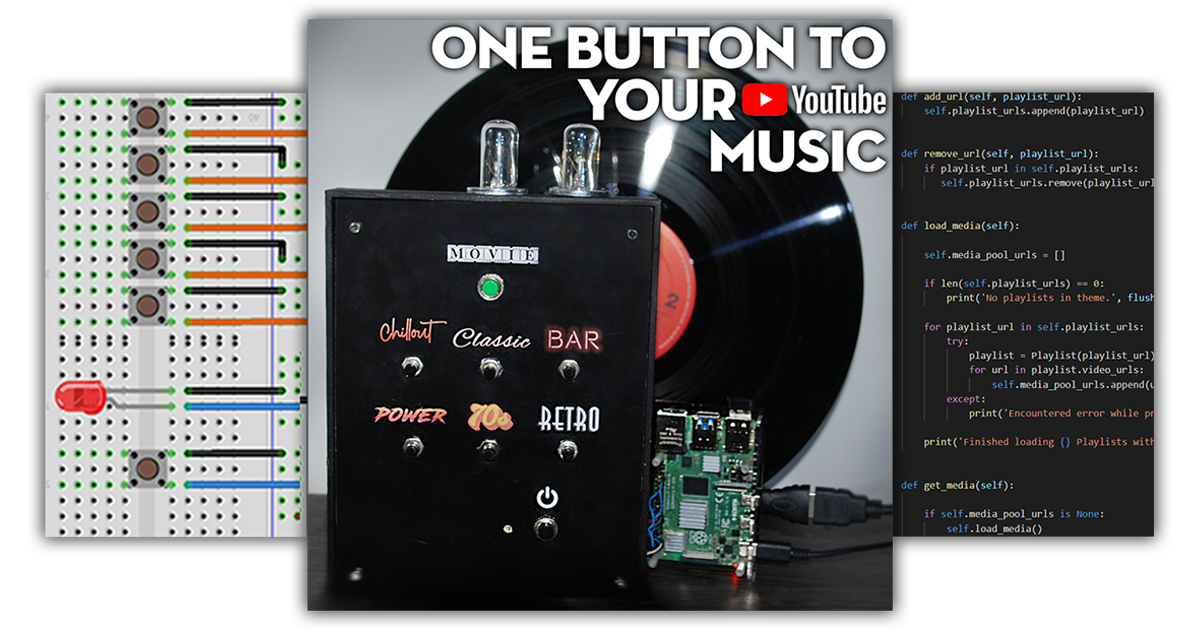 ONE BUTTON TO
YOUR YouTube
MUSIC
MOVIE
Chillout Classic BAR
POWER 70s RETRO
2
def add_url(self, playlist_url):
self.playlist_urls.append(playlist_url)
def remove_url(self, playlist_url):
if playlist_url in self.playlist_urls:
self.playlist_urls.remove(playlist_url
def load_media(self):
self.media_pool_urls = []
if len(self.playlist_urls) == 0:
print('No playlists in theme.', flush
for playlist_url in self.playlist_urls:
try:
playlist = Playlist(playlist_url)
for url in playlist.video_urls:
self.media_pool_urls.append(u
except:
print('Encountered error while pr
print('Finished loading {} Playlists with
def get_media(self):
if self.media_pool_urls is None:
self.load_media()